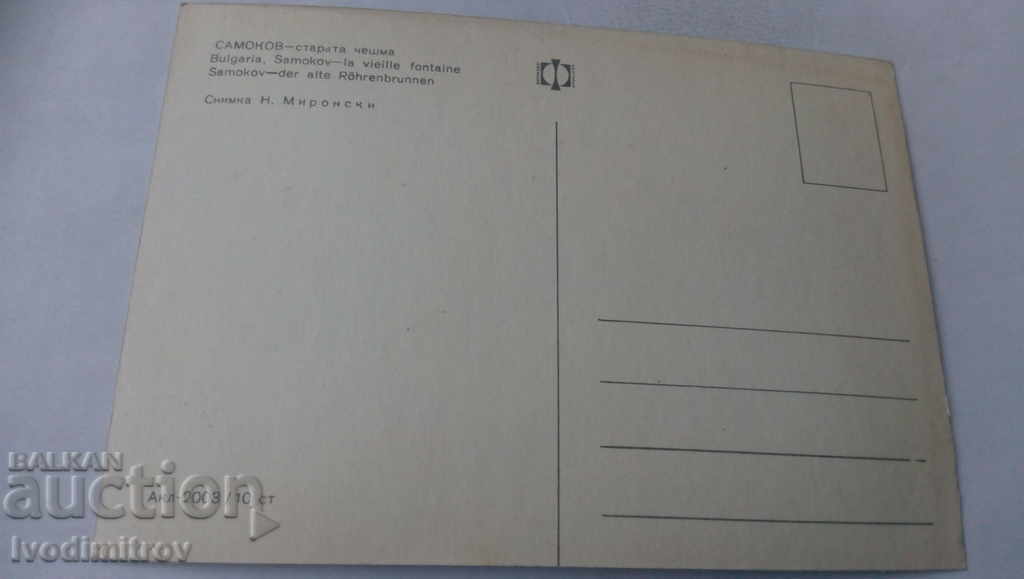 САМОКОВ—старата чешма
Bulgaria, Samokov—la vieille fontaine
Samokov—der alte Röhrenbrunnen
Снимка Н. Миронски
Акл-2003/10 ст
BALKAN
auction
Ivodimitrov